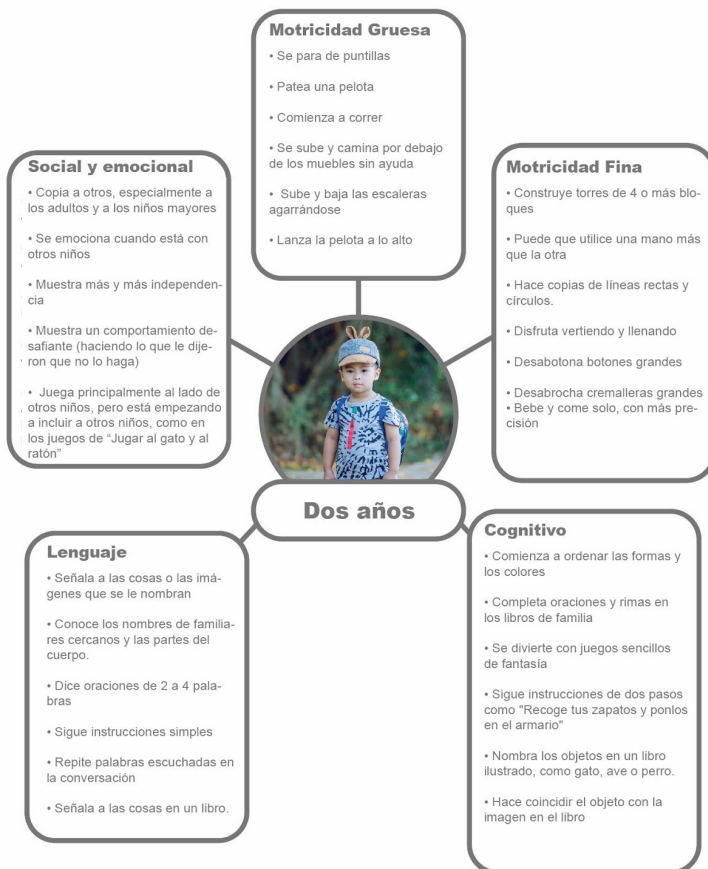 Motricidad Gruesa
• Se para de puntillas
• Patea una pelota
• Comienza a correr
• Se sube y camina por debajo
de los muebles sin ayuda
• Sube y baja las escaleras
agarrándose
• Lanza la pelota a lo alto
Social y emocional
• Copia a otros, especialmente a
los adultos y a los niños mayores
• Se emociona cuando está con
otros niños
• Muestra más y más independen-
cia
• Muestra un comportamiento de-
safiante (haciendo lo que le dije-
ron que no lo haga)
• Juega principalmente al lado de
otros niños, pero está empezando
a incluir a otros niños, como en
los juegos de “Jugar al gato y al
ratón”
Motricidad Fina
• Construye torres de 4 o más blo-
ques
• Puede que utilice una mano más
que la otra
• Hace copias de líneas rectas y
círculos.
• Disfruta vertiendo y llenando
• Desabotona botones grandes
• Desabrocha cremalleras grandes
• Bebe y come solo, con más pre-
cisión
Dos años
Lenguaje
• Señala a las cosas o las imá-
genes que se le nombran
• Conoce los nombres de familia-
res cercanos y las partes del
cuerpo.
• Dice oraciones de 2 a 4 pala-
bras
• Sigue instrucciones simples
• Repite palabras escuchadas en
la conversación
• Señala a las cosas en un libro.
Cognitivo
• Comienza a ordenar las formas y
los colores
• Completa oraciones y rimas en
los libros de familia
• Se divierte con juegos sencillos
de fantasía
• Sigue instrucciones de dos pasos
como "Recoge tus zapatos y ponlos
en el armario"
• Nombra los objetos en un libro
ilustrado, como gato, ave o perro.
• Hace coincidir el objeto con la
imagen en el libro